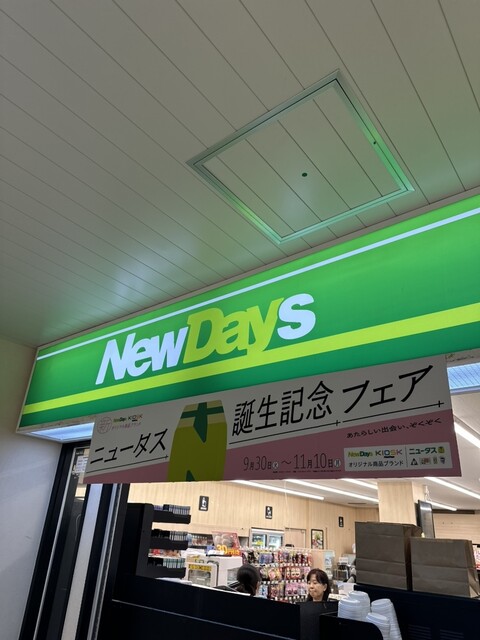 NewDays
ニュータス 誕生記念フェア
9月30日～11月10日
あたらしい出会い、ぞくぞく
NewDays KIOSK
オリジナル商品ブランド
ニュータス